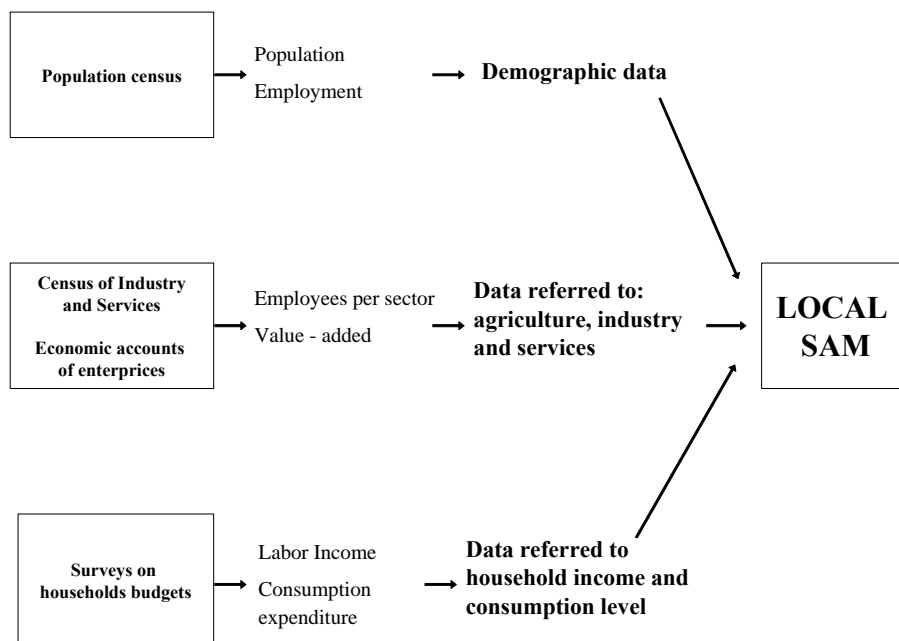 Population census
Population
Employment
Demographic data
Census of Industry
and Services
Economic accounts
of enterprices
Employees per sector
Value - added
Data referred to:
agriculture, industry
and services
LOCAL
SAM
Surveys on
households budgets
Labor Income
Consumption
expenditure
Data referred to
household income and
consumption level